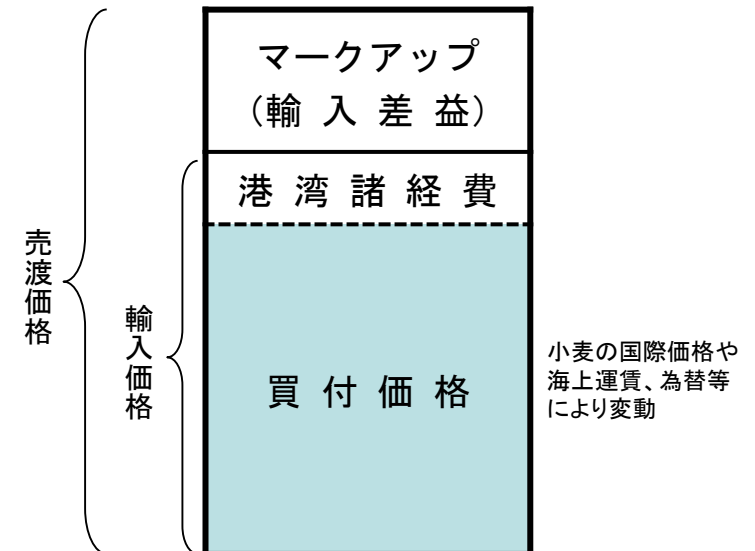 マークアップ
（輸 入 差 益）
港 湾 諸 経 費
買 付 価 格
売渡価格
輸入価格
小麦の国際価格や
海上運賃、為替等
により変動